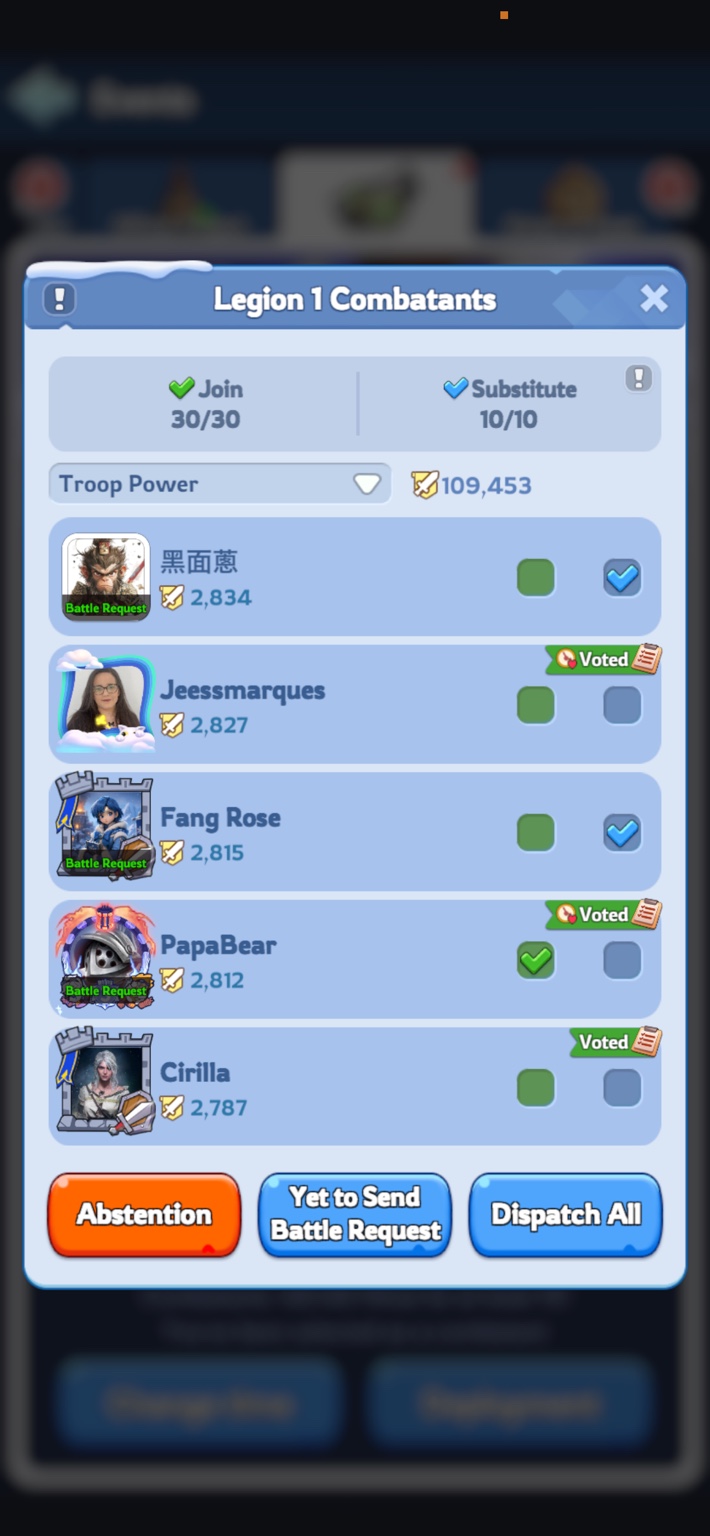 Legion 1 Combatants
Join
30/30
Substitute
10/10
Troop Power
109,453
黑面蔥
Battle Request
2,834
Voted
Jeessmarques
2,827
Fang Rose
Battle Request
2,815
Voted
PapaBear
Battle Request
2,812
Voted
Cirilla
2,787
Abstention
Yet to Send
Battle Request
Dispatch All